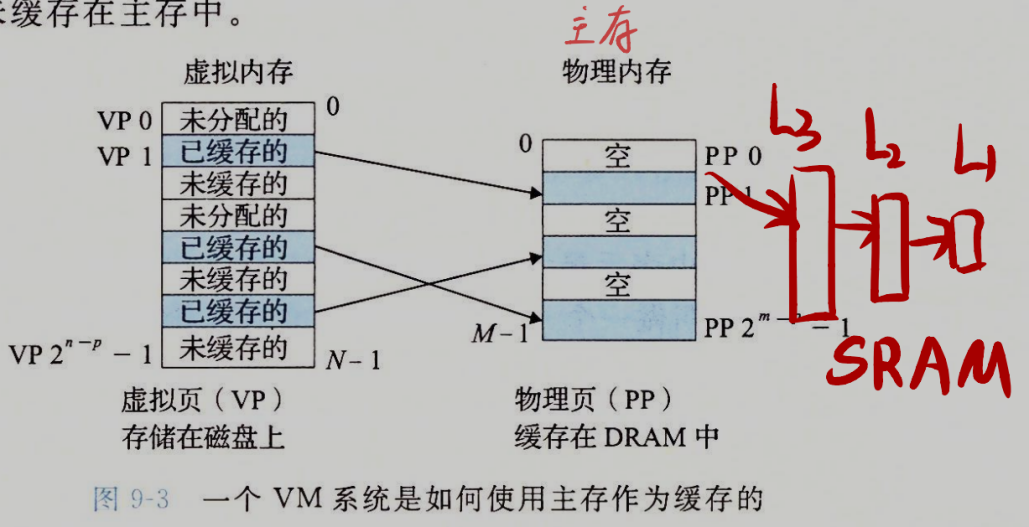 未缓存在主存中。
主存
虚拟内存
物理内存
VP 0
未分配的
0
VP 1
已缓存的
未缓存的
未分配的
已缓存的
未缓存的
已缓存的
VP 2^{n-p} - 1
未缓存的
N-1
0
空
PP 0
PP 1
空
空
M-1
PP 2^{m-p} - 1
L3
L2
L1
SRAM
虚拟页（VP）
存储在磁盘上
物理页（PP）
缓存在 DRAM 中
图 9-3 一个 VM 系统是如何使用主存作为缓存的